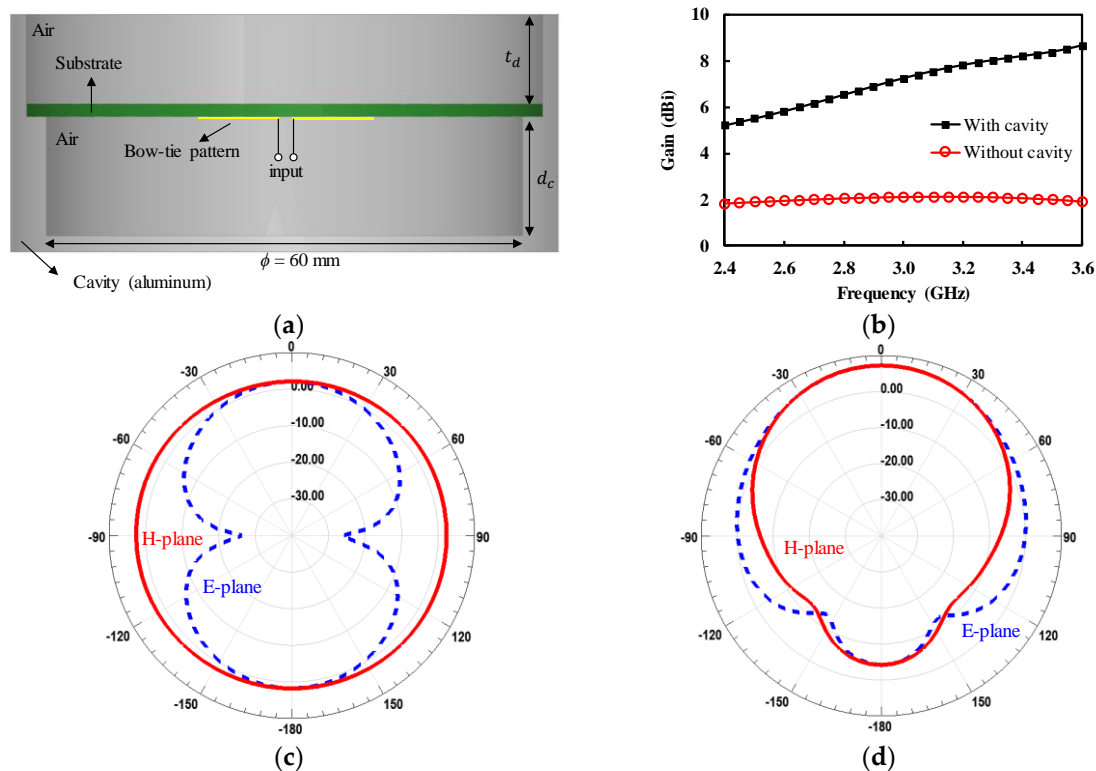 Air
Substrate
t_d
Air
Bow-tie pattern
input
d_c
ϕ = 60 mm
Cavity (aluminum)
(a)
10
8
6
4
2
0
Gain (dBi)
With cavity
Without cavity
2.4 2.6 2.8 3.0 3.2 3.4 3.6
Frequency (GHz)
(b)
0
-30 30
0.00
-10.00
-60 60
-20.00
-30.00
-90 90
H-plane
E-plane
-120 120
-150 150
-180
(c)
0
-30 30
0.00
-10.00
-60 60
-20.00
-30.00
-90 90
H-plane
-120 120
E-plane
-150 150
-180
(d)